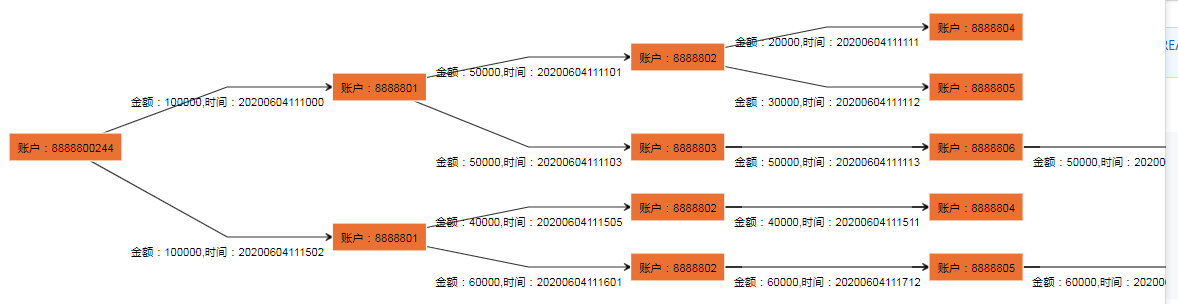 账户：8888804
金额：20000,时间：20200604111111
账户：8888802
金额：50000,时间：20200604111101
账户：8888801
账户：8888805
金额：100000,时间：20200604111000
金额：30000,时间：20200604111112
账户：8888800244
账户：8888803
账户：8888806
金额：50000,时间：20200604111103
金额：50000,时间：20200604111113
金额：50000,时间：20200
账户：8888802
账户：8888804
金额：40000,时间：20200604111505
金额：40000,时间：20200604111511
账户：8888801
金额：100000,时间：20200604111502
账户：8888802
账户：8888805
金额：60000,时间：20200604111601
金额：60000,时间：20200604111712
金额：60000,时间：20200